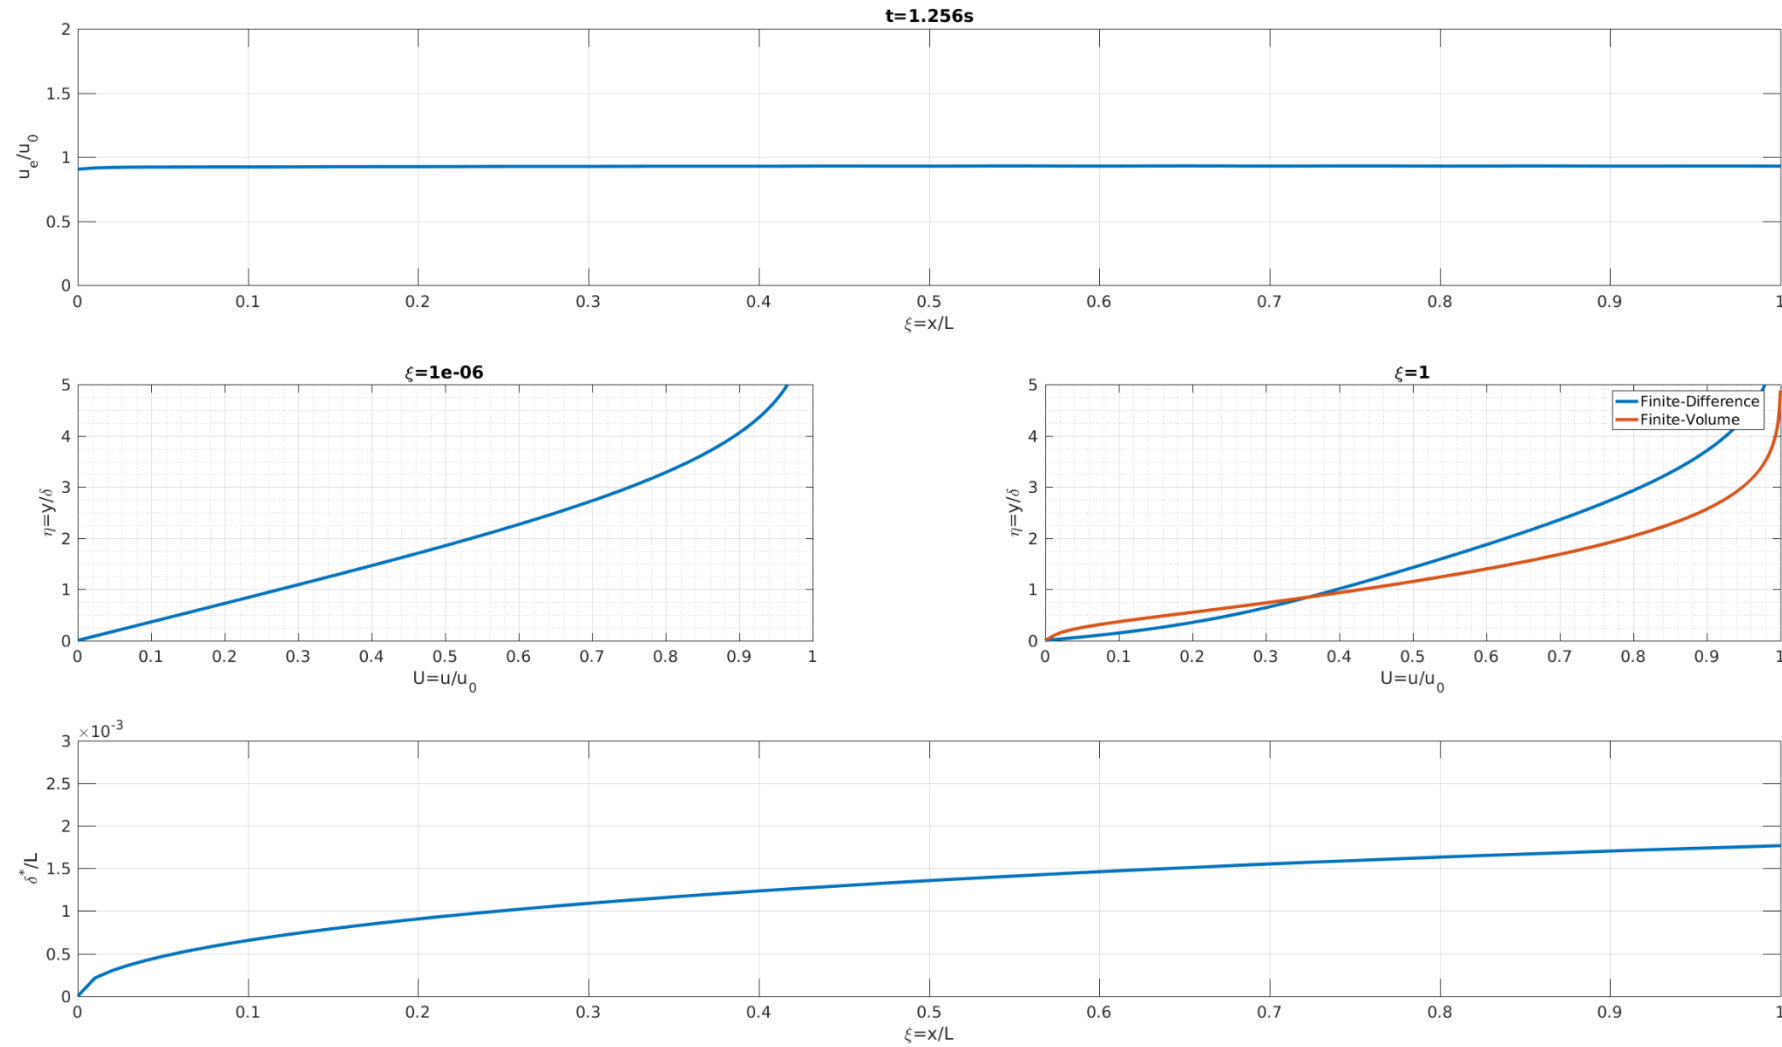 t=1.256s
2
1.5
1
0.5
0
u_e/u_0
0 0.1 0.2 0.3 0.4 0.5 0.6 0.7 0.8 0.9 1
ξ=x/L
ξ=1e-06
5
4
3
2
1
0
η=y/δ
0 0.1 0.2 0.3 0.4 0.5 0.6 0.7 0.8 0.9 1
U=u/u_0
ξ=1
Finite-Difference
Finite-Volume
5
4
3
2
1
0
η=y/δ
0 0.1 0.2 0.3 0.4 0.5 0.6 0.7 0.8 0.9 1
U=u/u_0
×10^-3
3
2.5
2
1.5
1
0.5
0
δ^*/L
0 0.1 0.2 0.3 0.4 0.5 0.6 0.7 0.8 0.9 1
ξ=x/L